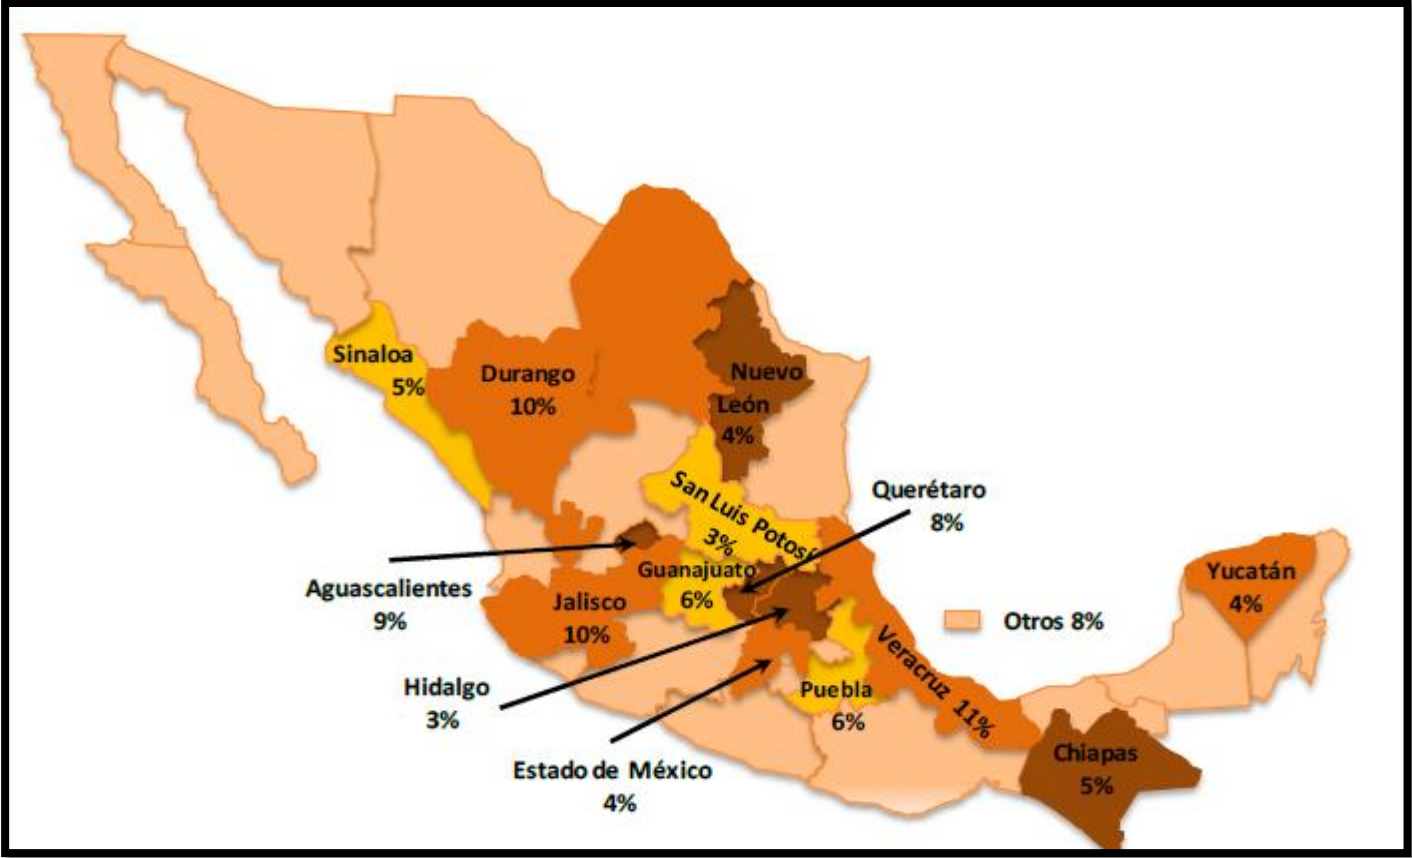 Sinaloa
5%
Durango
10%
Nuevo
León
4%
San Luis Potosí
3%
Querétaro
8%
Aguascalientes
9%
Guanajuato
6%
Jalisco
10%
Yucatán
4%
Otros 8%
Veracruz 11%
Hidalgo
3%
Puebla
6%
Estado de México
4%
Chiapas
5%